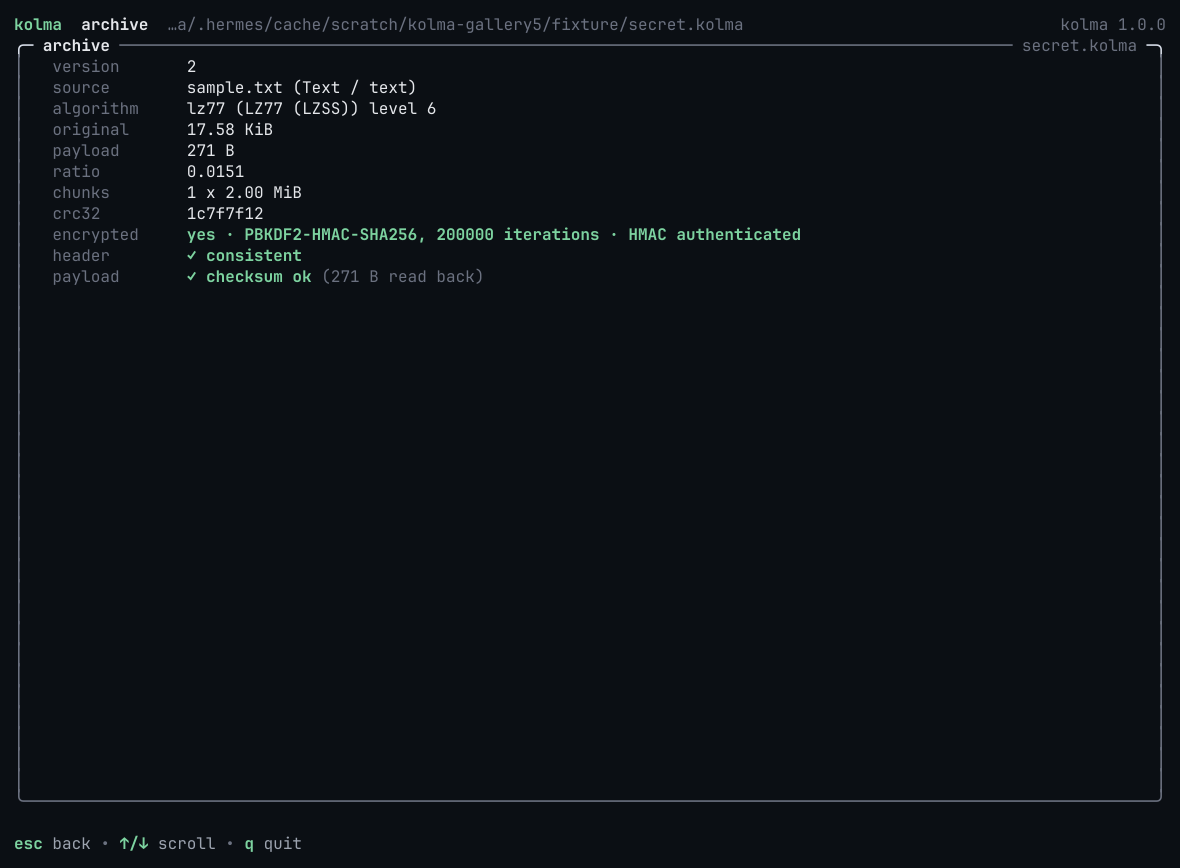 kolma archive …a/.hermes/cache/scratch/kolma-gallery5/fixture/secret.kolma kolma 1.0.0
archive secret.kolma
version 2
source sample.txt (Text / text)
algorithm lz77 (LZ77 (LZSS)) level 6
original 17.58 KiB
payload 271 B
ratio 0.0151
chunks 1 x 2.00 MiB
crc32 1c7f7f12
encrypted yes · PBKDF2-HMAC-SHA256, 200000 iterations · HMAC authenticated
header ✓ consistent
payload ✓ checksum ok (271 B read back)
esc back • ↑/↓ scroll • q quit